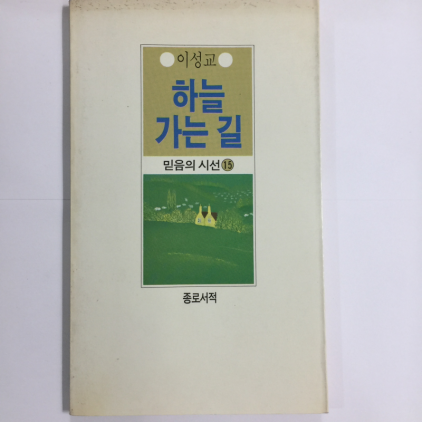 이성교
하늘
가는 길
믿음의 시선 15
종로서적